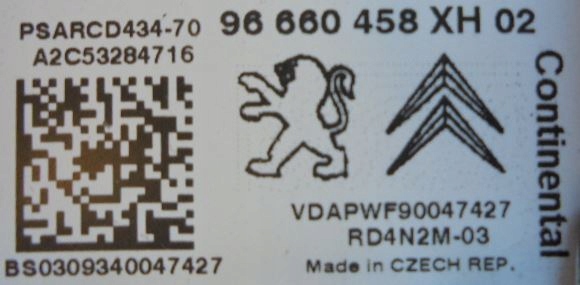 PSARCD434-70
96 660 458 XH 02
A2C53284716
Continental
VDAPWF90047427
RD4N2M-03
BS0309340047427
Made in CZECH REP.